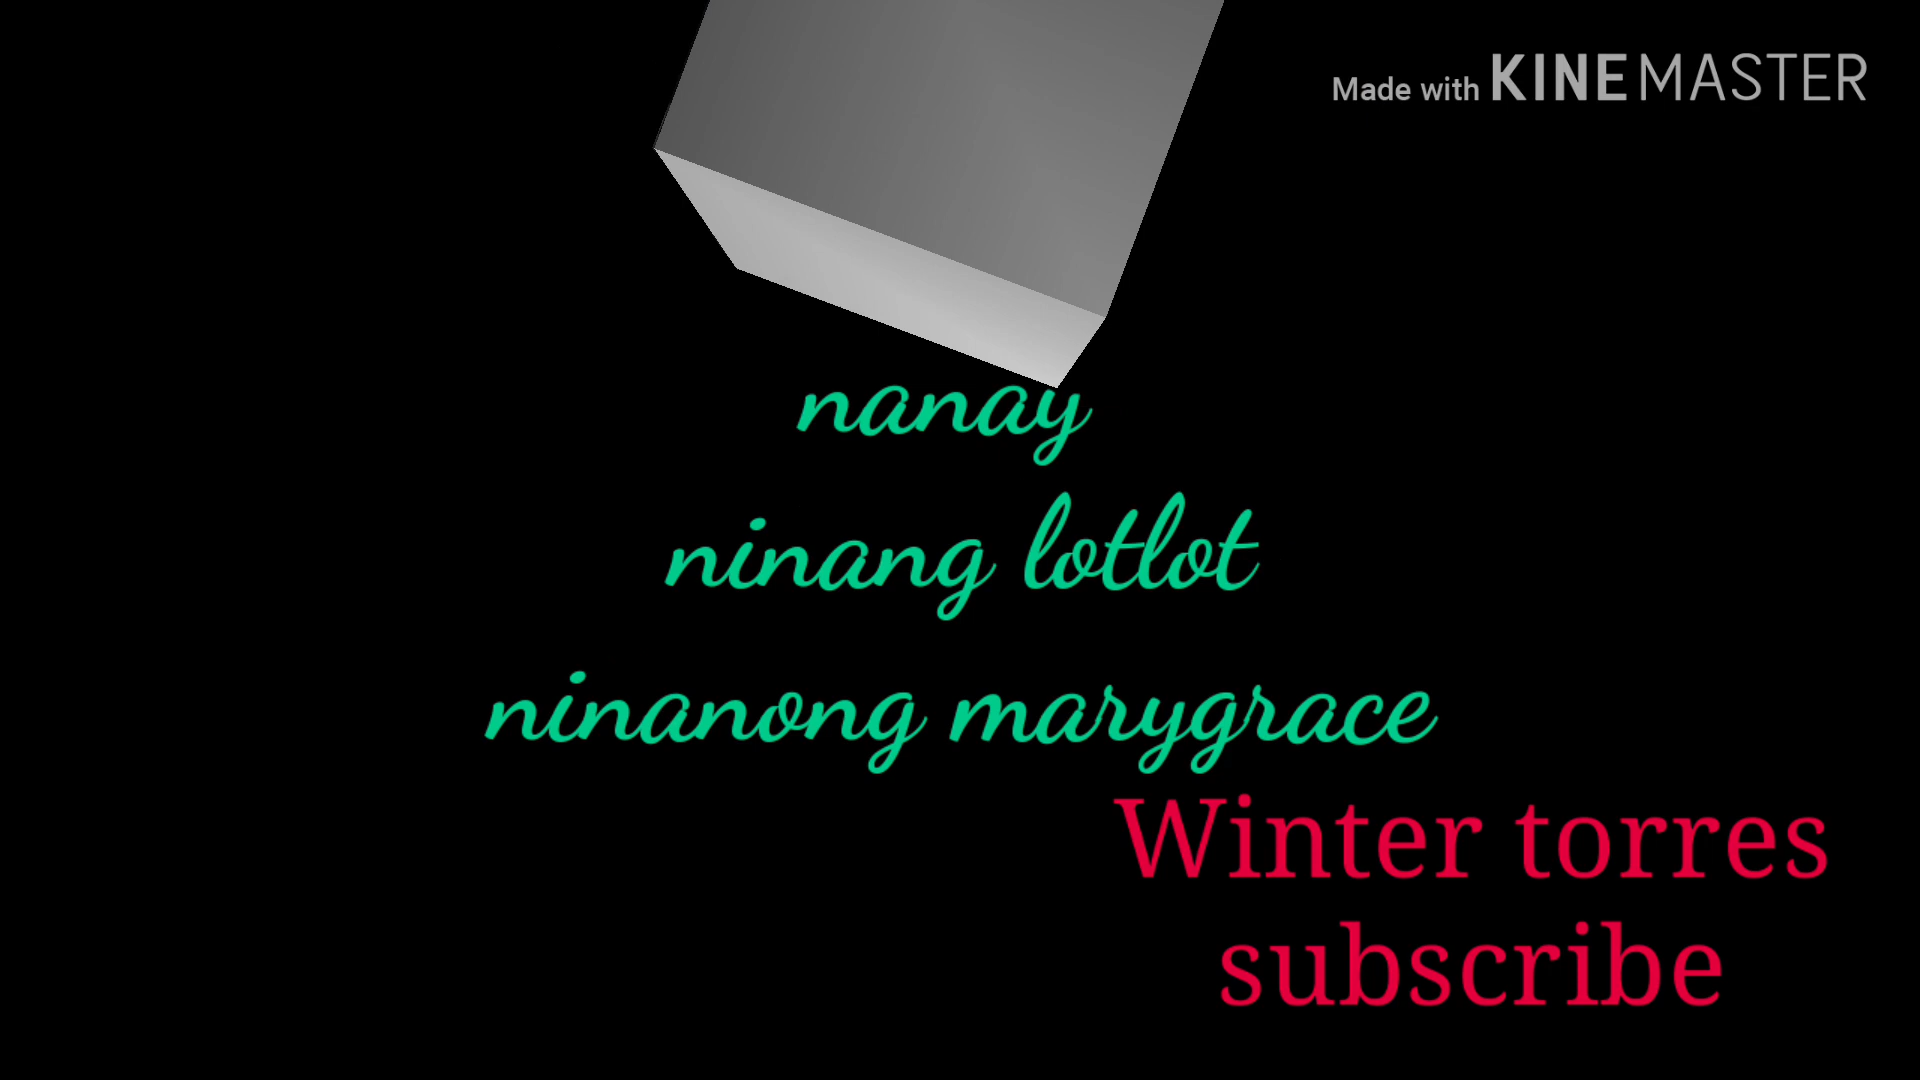 Made with KINEMASTER
nanay
ninang lotlot
ninanong marygrace
Winter torres
subscribe